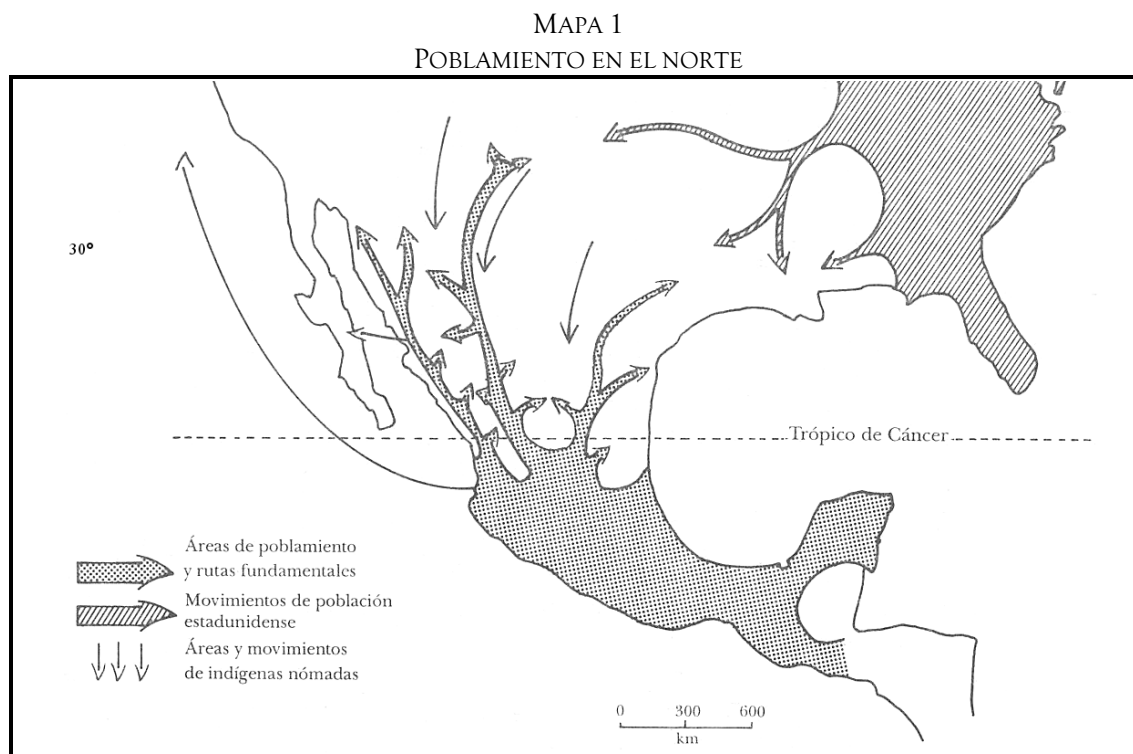 MAPA 1
POBLAMIENTO EN EL NORTE
30°
Trópico de Cáncer
Áreas de poblamiento
y rutas fundamentales
Movimientos de población
estadunidense
Áreas y movimientos
de indígenas nómadas
0 300 600
km